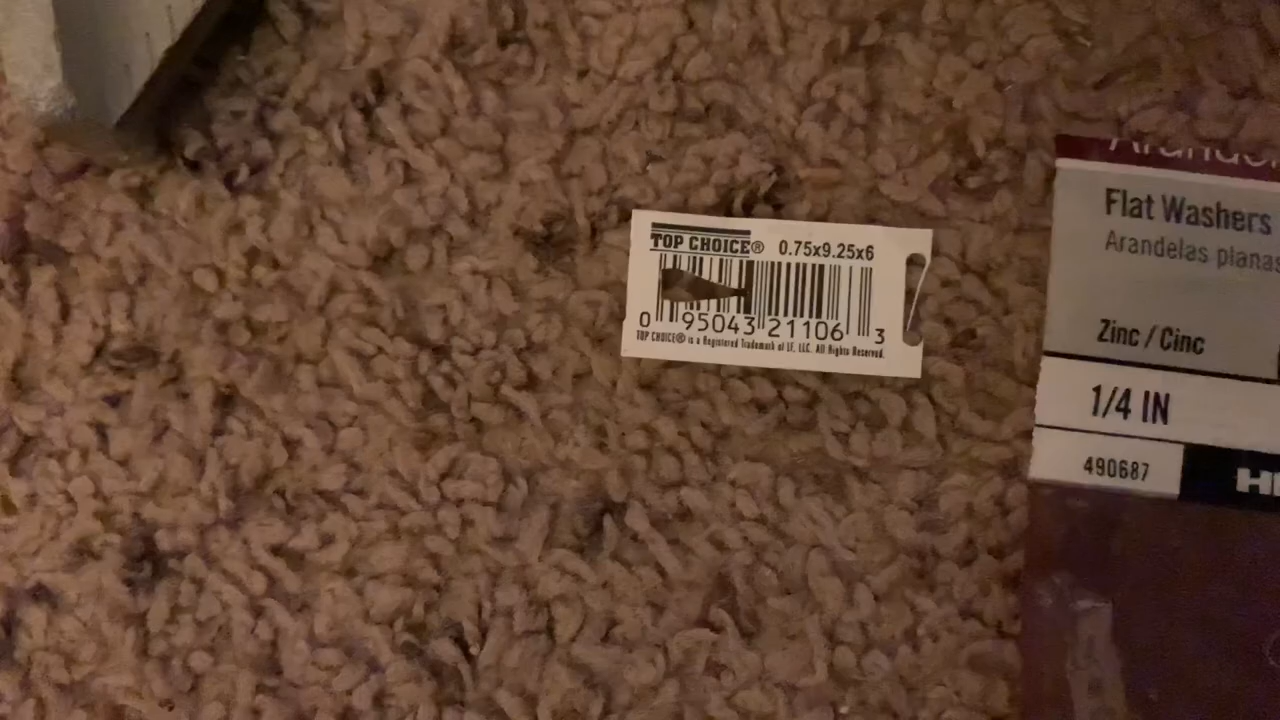 TOP CHOICE® 0.75x9.25x6
0 95043 21106 3
TOP CHOICE® is a Registered Trademark of LF, LLC. All Rights Reserved.
Flat Washers
Arandelas planas
Zinc / Cinc
1/4 IN
490687